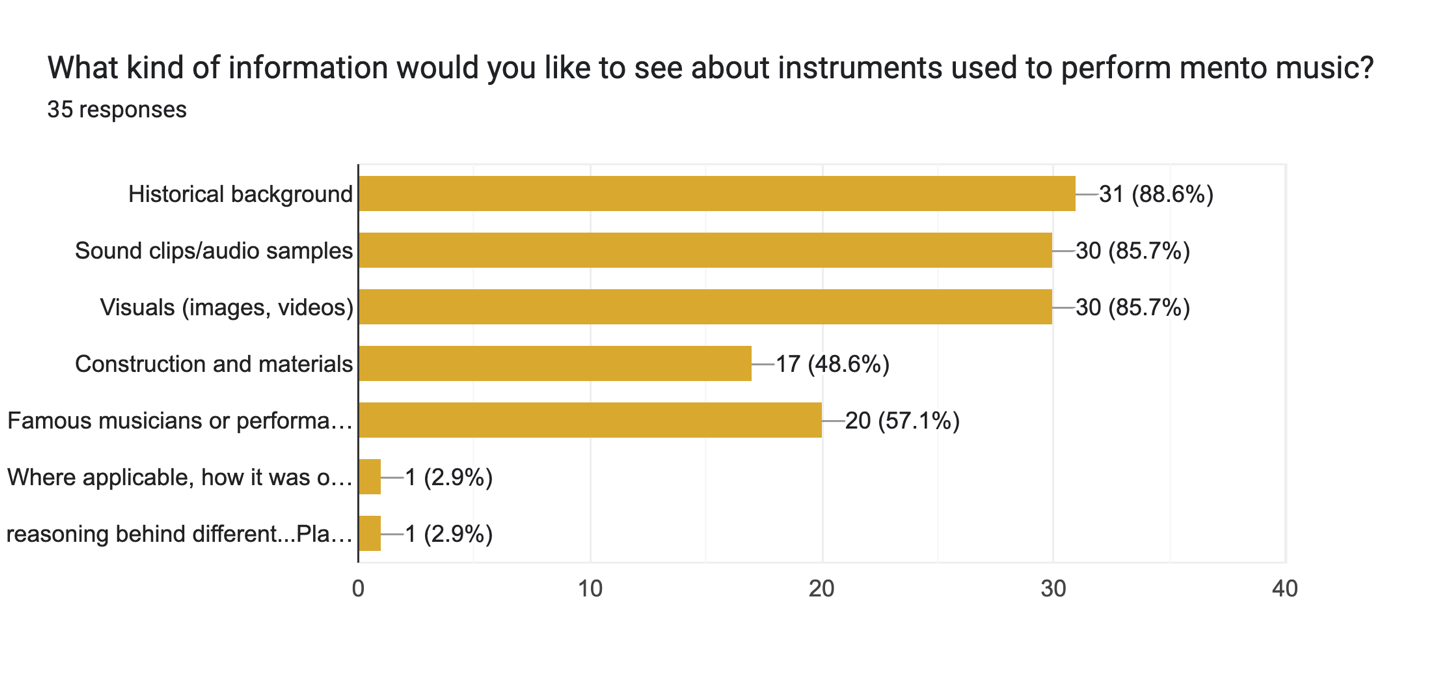 What kind of information would you like to see about instruments used to perform mento music?
35 responses
Historical background 31 (88.6%)
Sound clips/audio samples 30 (85.7%)
Visuals (images, videos) 30 (85.7%)
Construction and materials 17 (48.6%)
Famous musicians or performa… 20 (57.1%)
Where applicable, how it was o… 1 (2.9%)
reasoning behind different...Pla… 1 (2.9%)
0 10 20 30 40